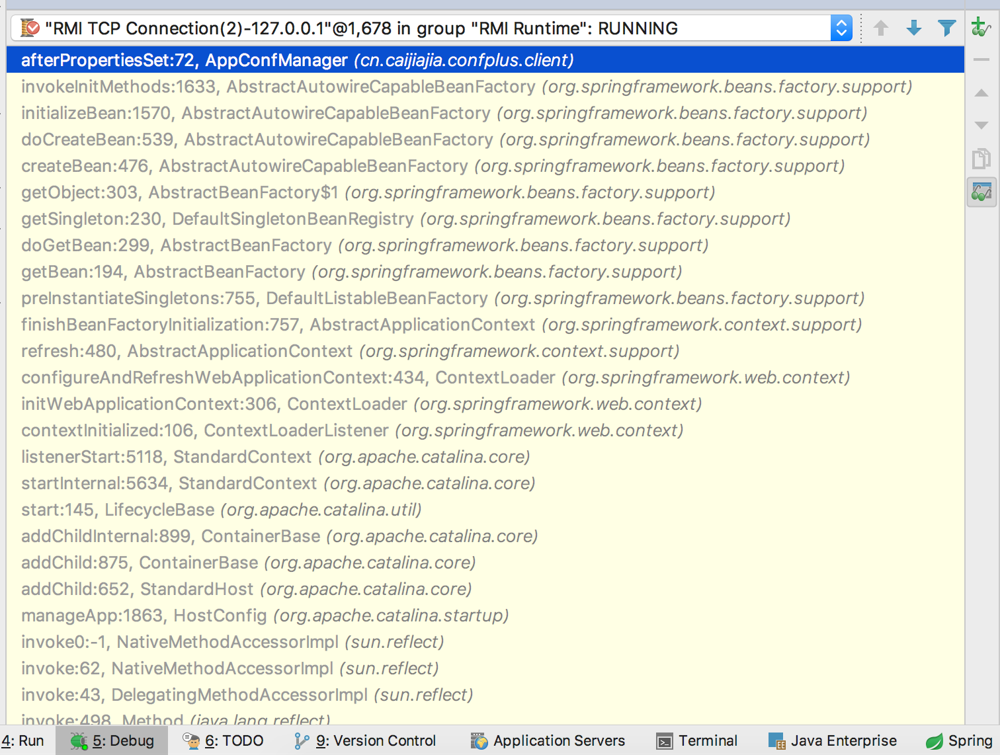 "RMI TCP Connection(2)-127.0.0.1"@1,678 in group "RMI Runtime": RUNNING
afterPropertiesSet:72, AppConfManager (cn.caijiajia.confplus.client)
invokeInitMethods:1633, AbstractAutowireCapableBeanFactory (org.springframework.beans.factory.support)
initializeBean:1570, AbstractAutowireCapableBeanFactory (org.springframework.beans.factory.support)
doCreateBean:539, AbstractAutowireCapableBeanFactory (org.springframework.beans.factory.support)
createBean:476, AbstractAutowireCapableBeanFactory (org.springframework.beans.factory.support)
getObject:303, AbstractBeanFactory$1 (org.springframework.beans.factory.support)
getSingleton:230, DefaultSingletonBeanRegistry (org.springframework.beans.factory.support)
doGetBean:299, AbstractBeanFactory (org.springframework.beans.factory.support)
getBean:194, AbstractBeanFactory (org.springframework.beans.factory.support)
preInstantiateSingletons:755, DefaultListableBeanFactory (org.springframework.beans.factory.support)
finishBeanFactoryInitialization:757, AbstractApplicationContext (org.springframework.context.support)
refresh:480, AbstractApplicationContext (org.springframework.context.support)
configureAndRefreshWebApplicationContext:434, ContextLoader (org.springframework.web.context)
initWebApplicationContext:306, ContextLoader (org.springframework.web.context)
contextInitialized:106, ContextLoaderListener (org.springframework.web.context)
listenerStart:5118, StandardContext (org.apache.catalina.core)
startInternal:5634, StandardContext (org.apache.catalina.core)
start:145, LifecycleBase (org.apache.catalina.util)
addChildInternal:899, ContainerBase (org.apache.catalina.core)
addChild:875, ContainerBase (org.apache.catalina.core)
addChild:652, StandardHost (org.apache.catalina.core)
manageApp:1863, HostConfig (org.apache.catalina.startup)
invoke0:-1, NativeMethodAccessorImpl (sun.reflect)
invoke:62, NativeMethodAccessorImpl (sun.reflect)
invoke:43, DelegatingMethodAccessorImpl (sun.reflect)
invoke:498, Method (java.lang.reflect)
4: Run 5: Debug 6: TODO 9: Version Control Application Servers Terminal Java Enterprise Spring